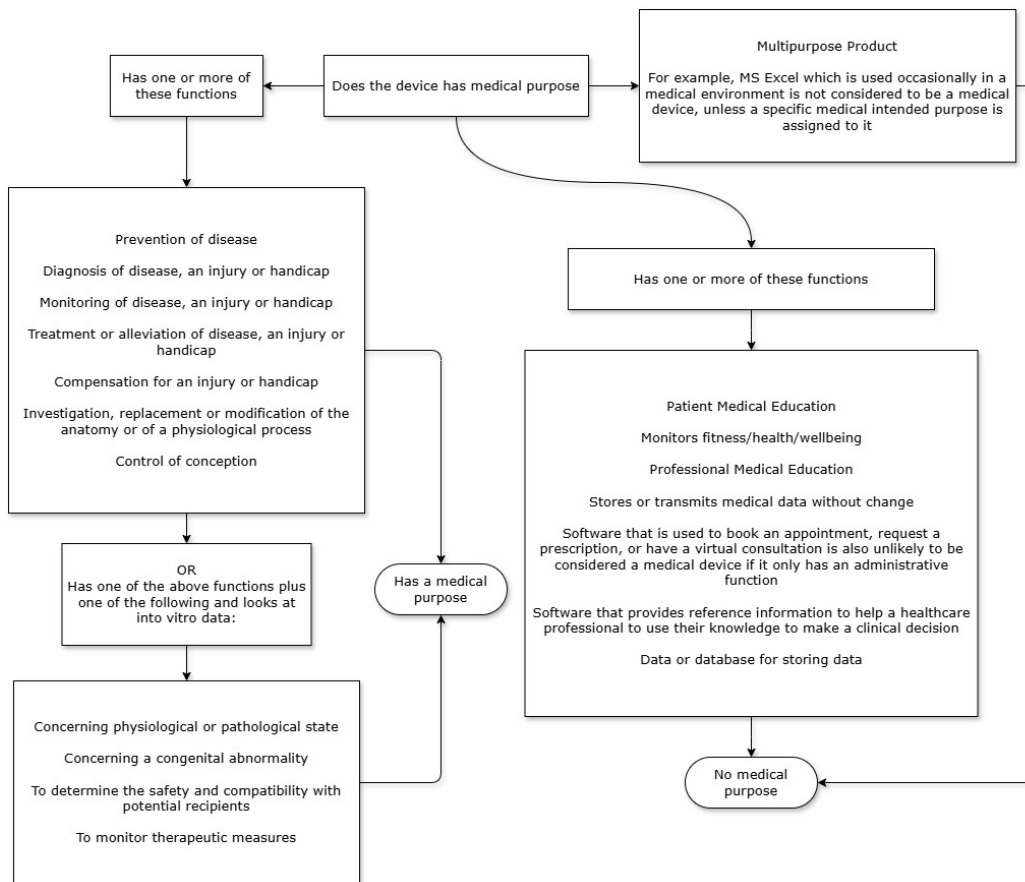 Has one or more of
these functions
Does the device has medical purpose
Multipurpose Product
For example, MS Excel which is used occasionally in a
medical environment is not considered to be a medical
device, unless a specific medical intended purpose is
assigned to it
Prevention of disease
Diagnosis of disease, an injury or handicap
Monitoring of disease, an injury or handicap
Treatment or alleviation of disease, an injury or
handicap
Compensation for an injury or handicap
Investigation, replacement or modification of the
anatomy or of a physiological process
Control of conception
Has one or more of these functions
Patient Medical Education
Monitors fitness/health/wellbeing
Professional Medical Education
Stores or transmits medical data without change
Software that is used to book an appointment, request a
prescription, or have a virtual consultation is also unlikely to be
considered a medical device if it only has an administrative
function
Software that provides reference information to help a healthcare
professional to use their knowledge to make a clinical decision
Data or database for storing data
OR
Has one of the above functions plus
one of the following and looks at
into vitro data:
Has a medical
purpose
Concerning physiological or pathological state
Concerning a congenital abnormality
To determine the safety and compatibility with
potential recipients
To monitor therapeutic measures
No medical
purpose